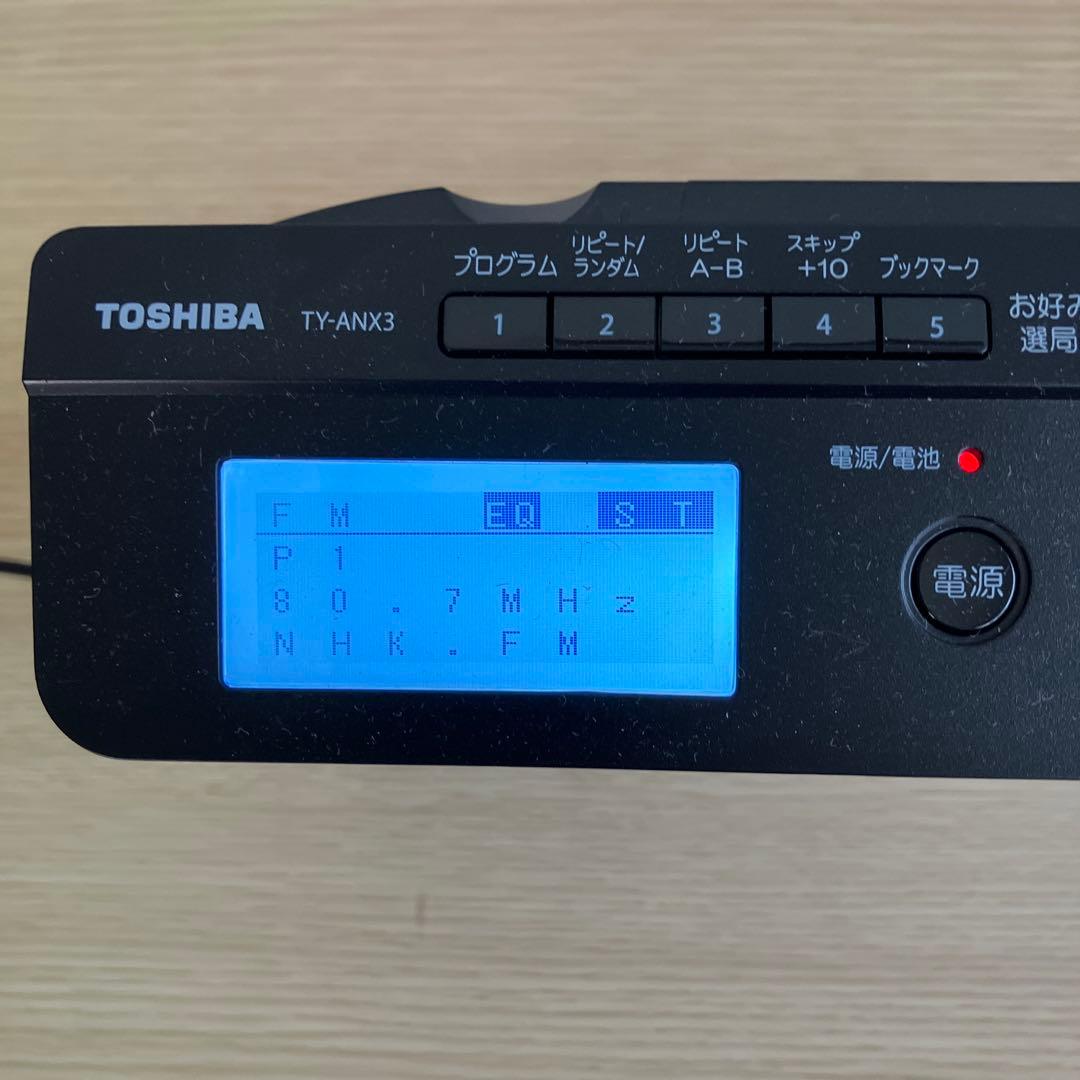 プログラム
リピート/
ランダム
リピート
A-B
スキップ
+10
ブックマーク
TOSHIBA TY-ANX3
1 2 3 4 5
お好み
選局
電源/電池
電源
FM EQ ST
P1
80.7MHz
NHK.FM